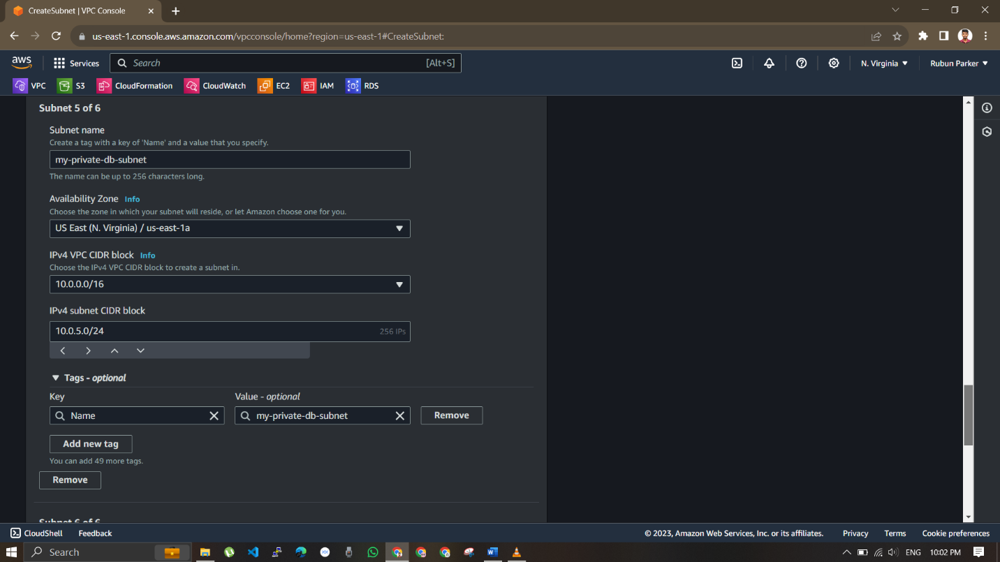 CreateSubnet | VPC Console
us-east-1.console.aws.amazon.com/vpcconsole/home?region=us-east-1#CreateSubnet:
aws Services Search [Alt+S] N. Virginia Rubun Parker
VPC S3 CloudFormation CloudWatch EC2 IAM RDS
Subnet 5 of 6
Subnet name
Create a tag with a key of 'Name' and a value that you specify.
my-private-db-subnet
The name can be up to 256 characters long.
Availability Zone Info
Choose the zone in which your subnet will reside, or let Amazon choose one for you.
US East (N. Virginia) / us-east-1a
IPv4 VPC CIDR block Info
Choose the IPv4 VPC CIDR block to create a subnet in.
10.0.0.0/16
IPv4 subnet CIDR block
10.0.5.0/24 256 IPs
Tags - optional
Key Value - optional
Name my-private-db-subnet Remove
Add new tag
You can add 49 more tags.
Remove
Subnet 6 of 6
CloudShell Feedback © 2023, Amazon Web Services, Inc. or its affiliates. Privacy Terms Cookie preferences
Search ENG 10:02 PM